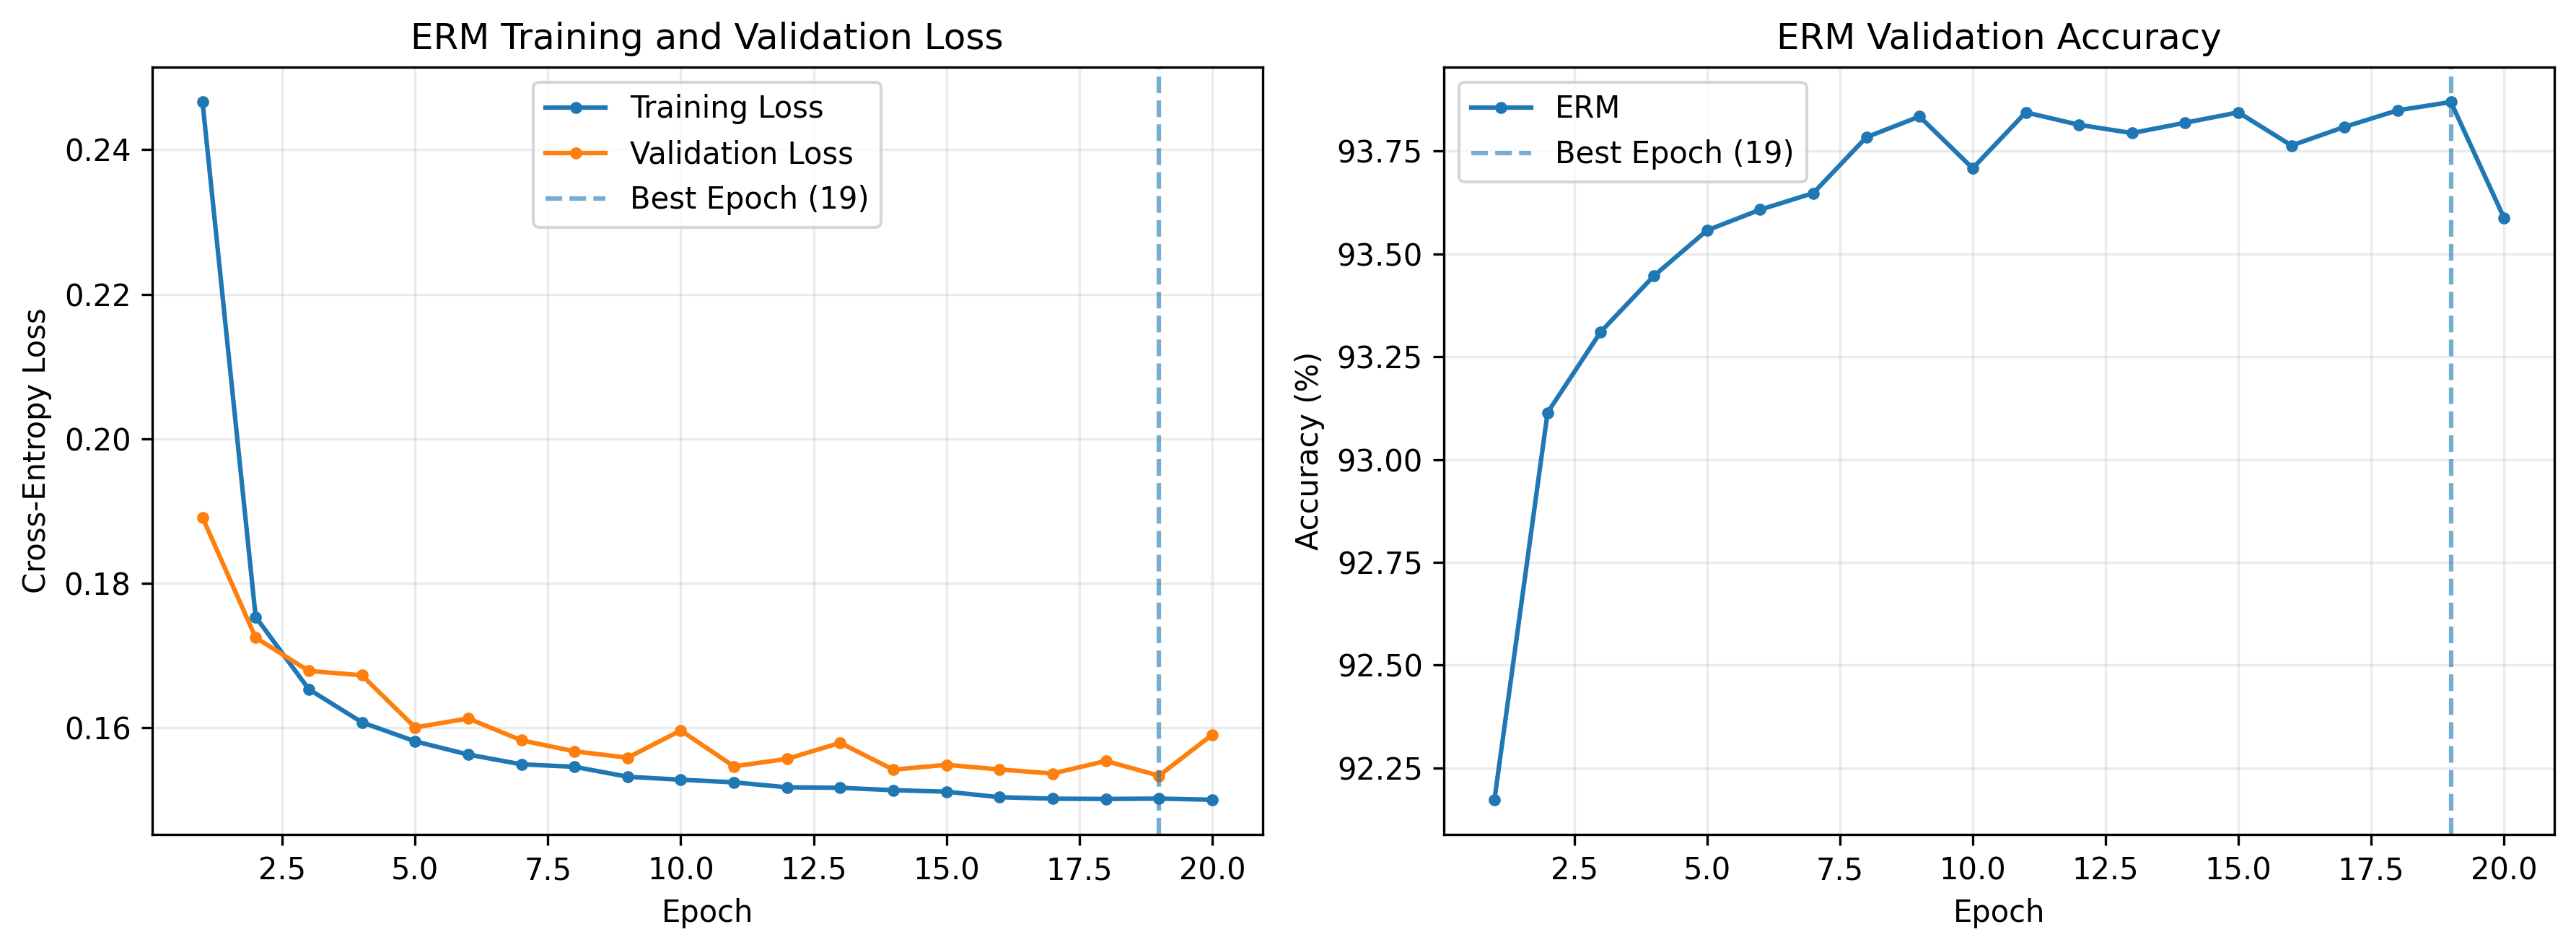 ERM Training and Validation Loss
Training Loss
Validation Loss
Best Epoch (19)
Cross-Entropy Loss
0.24
0.22
0.20
0.18
0.16
2.5 5.0 7.5 10.0 12.5 15.0 17.5 20.0
Epoch
ERM Validation Accuracy
ERM
Best Epoch (19)
Accuracy (%)
93.75
93.50
93.25
93.00
92.75
92.50
92.25
2.5 5.0 7.5 10.0 12.5 15.0 17.5 20.0
Epoch